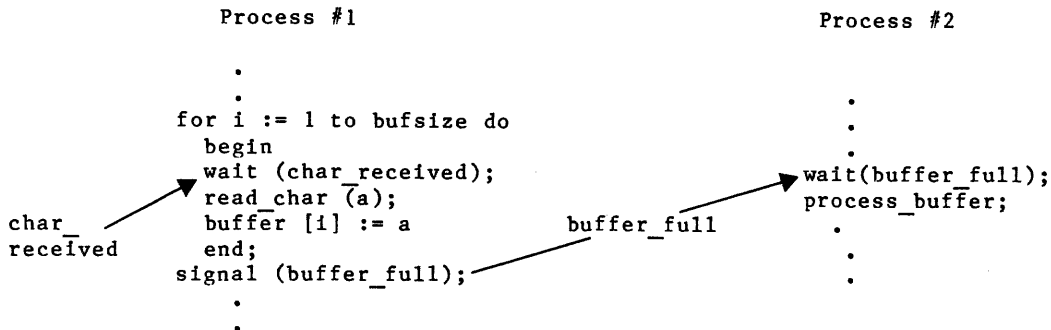 Process #1
Process #2
for i := 1 to bufsize do
begin
wait (char_received);
read_char (a);
buffer [i] := a
end;
signal (buffer_full);
char_
received
buffer_full
wait(buffer_full);
process_buffer;